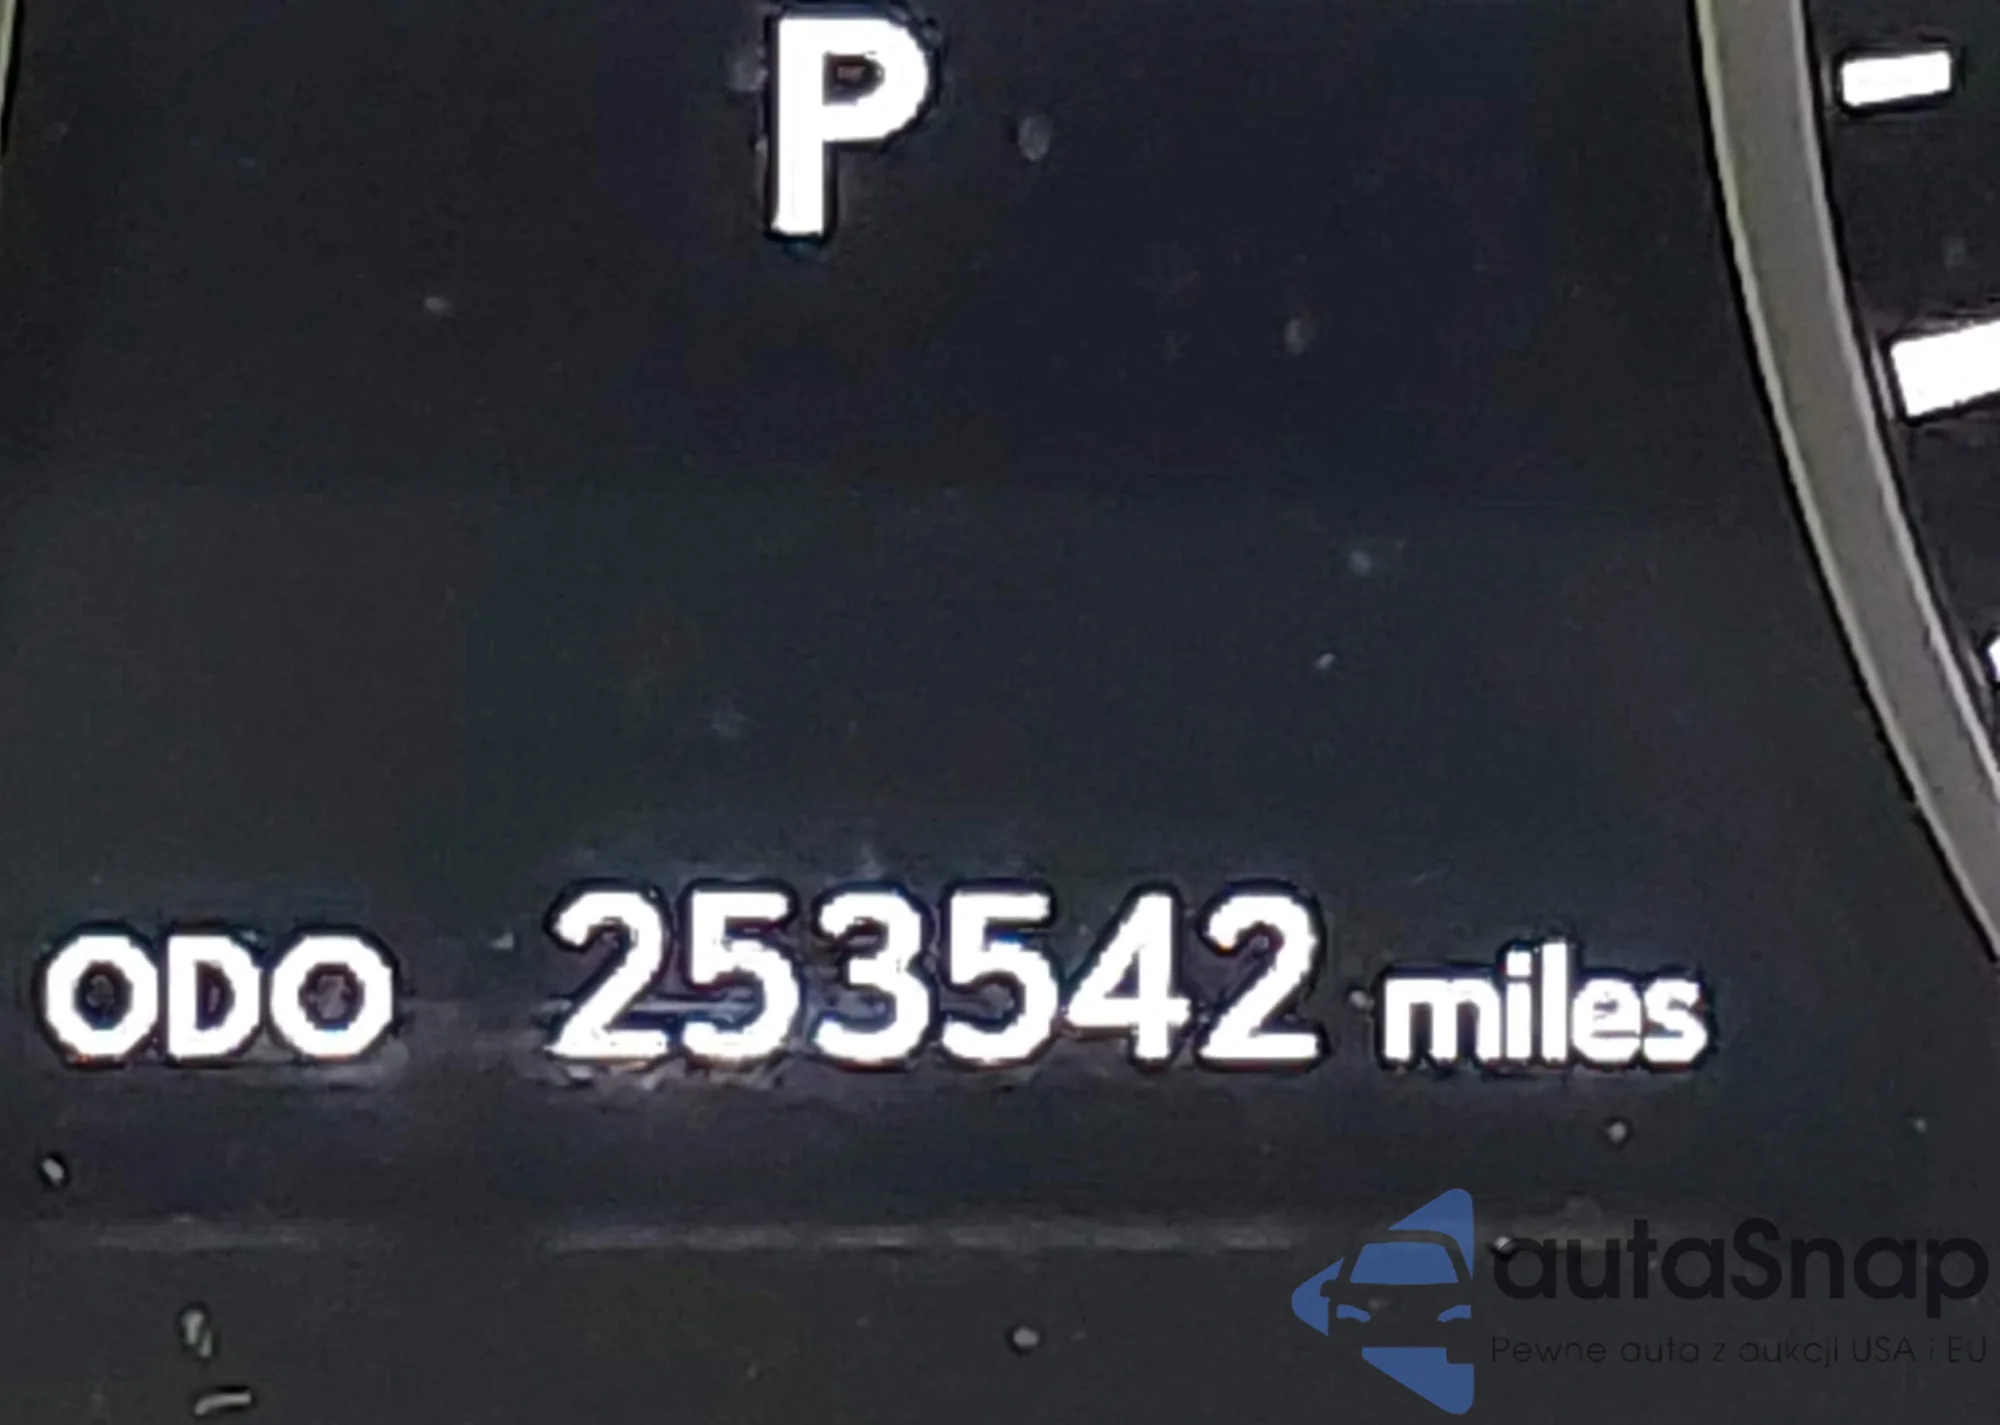 P
ODO 253542 miles
autaSnap
Pewne auta z aukcji USA i EU